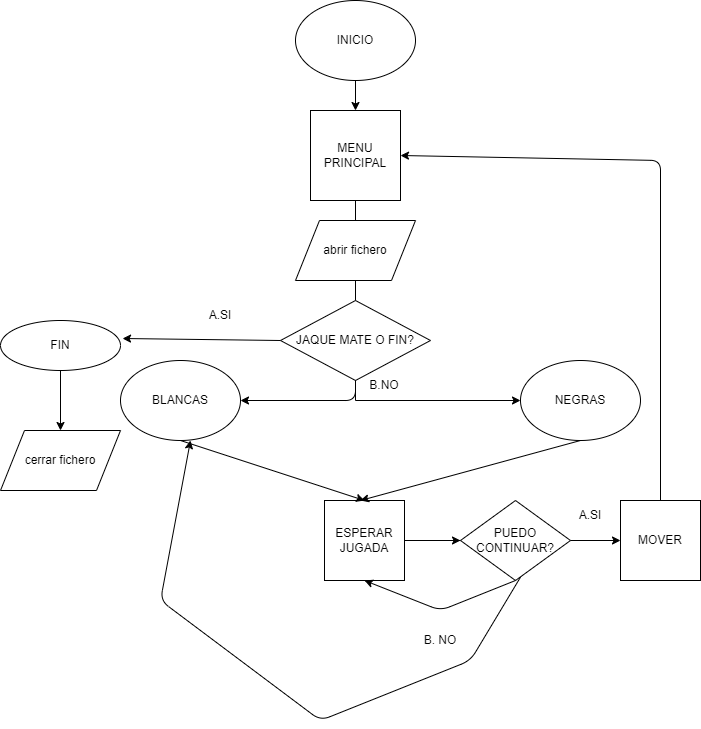 INICIO
MENU
PRINCIPAL
abrir fichero
A.SI
JAQUE MATE O FIN?
FIN
B.NO
BLANCAS
NEGRAS
cerrar fichero
ESPERAR
JUGADA
PUEDO
CONTINUAR?
A.SI
MOVER
B. NO